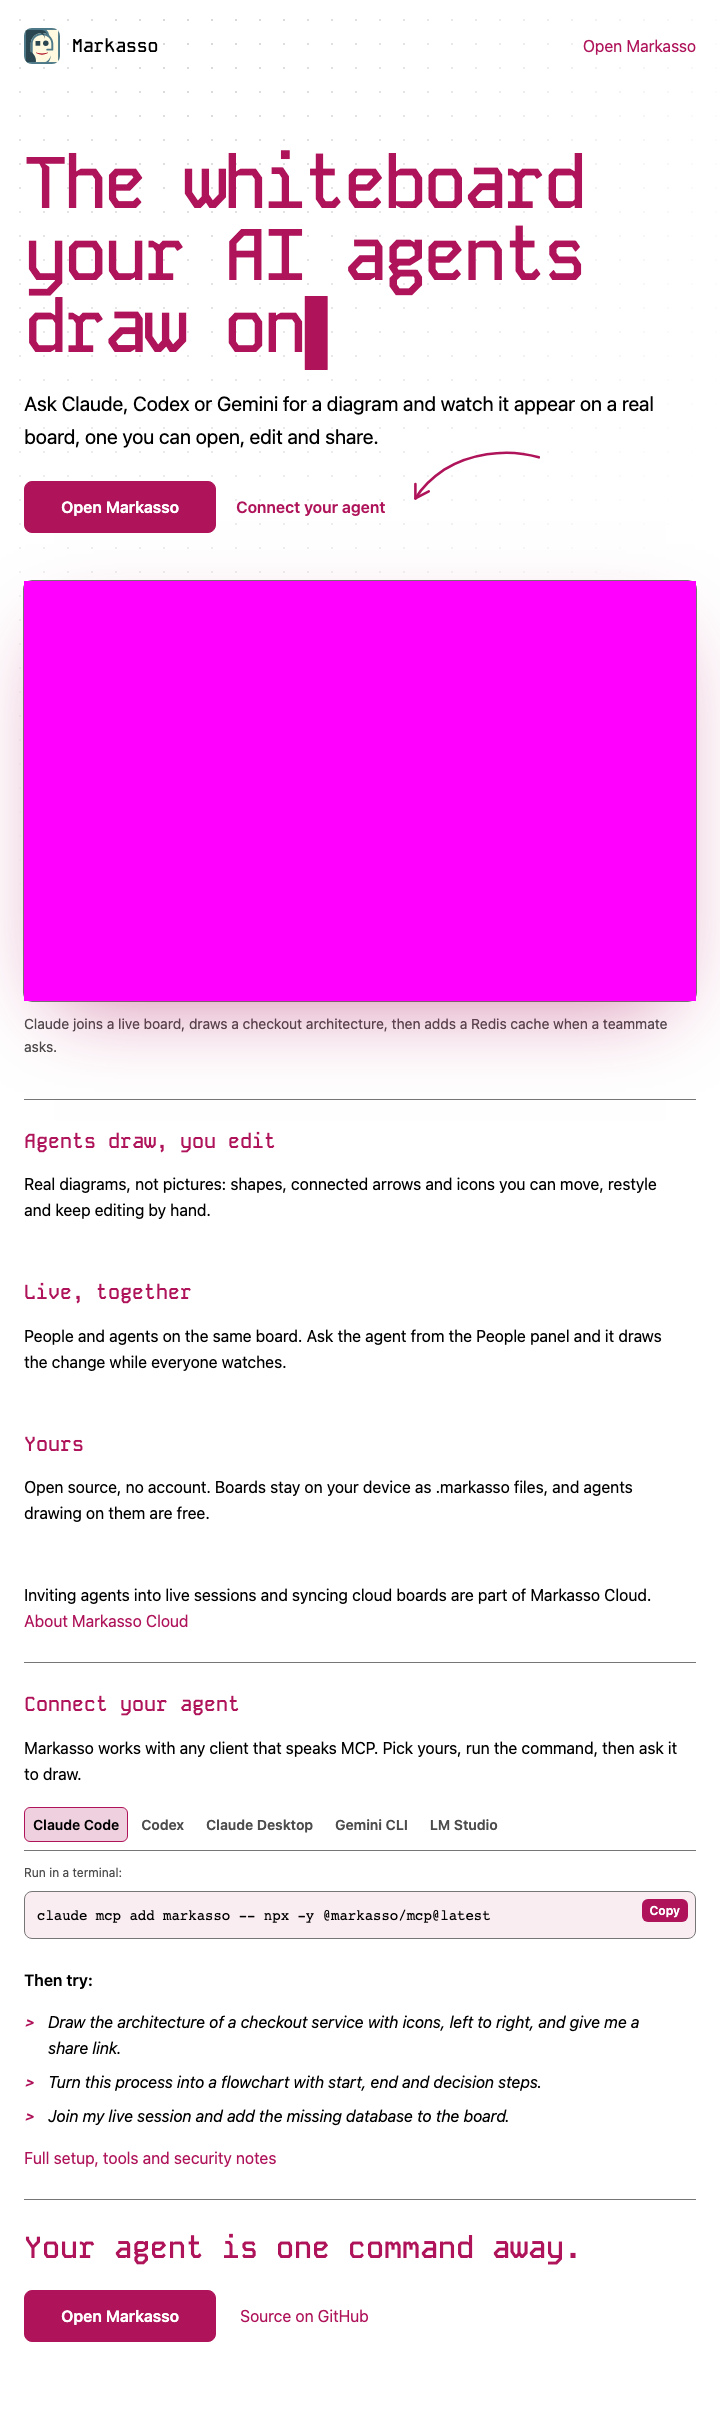 Markasso
Open Markasso
The whiteboard
your AI agents
draw on
Ask Claude, Codex or Gemini for a diagram and watch it appear on a real
board, one you can open, edit and share.
Open Markasso
Connect your agent
Claude joins a live board, draws a checkout architecture, then adds a Redis cache when a teammate
asks.
Agents draw, you edit
Real diagrams, not pictures: shapes, connected arrows and icons you can move, restyle
and keep editing by hand.
Live, together
People and agents on the same board. Ask the agent from the People panel and it draws
the change while everyone watches.
Yours
Open source, no account. Boards stay on your device as .markasso files, and agents
drawing on them are free.
Inviting agents into live sessions and syncing cloud boards are part of Markasso Cloud.
About Markasso Cloud
Connect your agent
Markasso works with any client that speaks MCP. Pick yours, run the command, then ask it
to draw.
Claude Code
Codex
Claude Desktop
Gemini CLI
LM Studio
Run in a terminal:
claude mcp add markasso -- npx -y @markasso/mcp@latest
Copy
Then try:
> Draw the architecture of a checkout service with icons, left to right, and give me a
share link.
> Turn this process into a flowchart with start, end and decision steps.
> Join my live session and add the missing database to the board.
Full setup, tools and security notes
Your agent is one command away.
Open Markasso
Source on GitHub